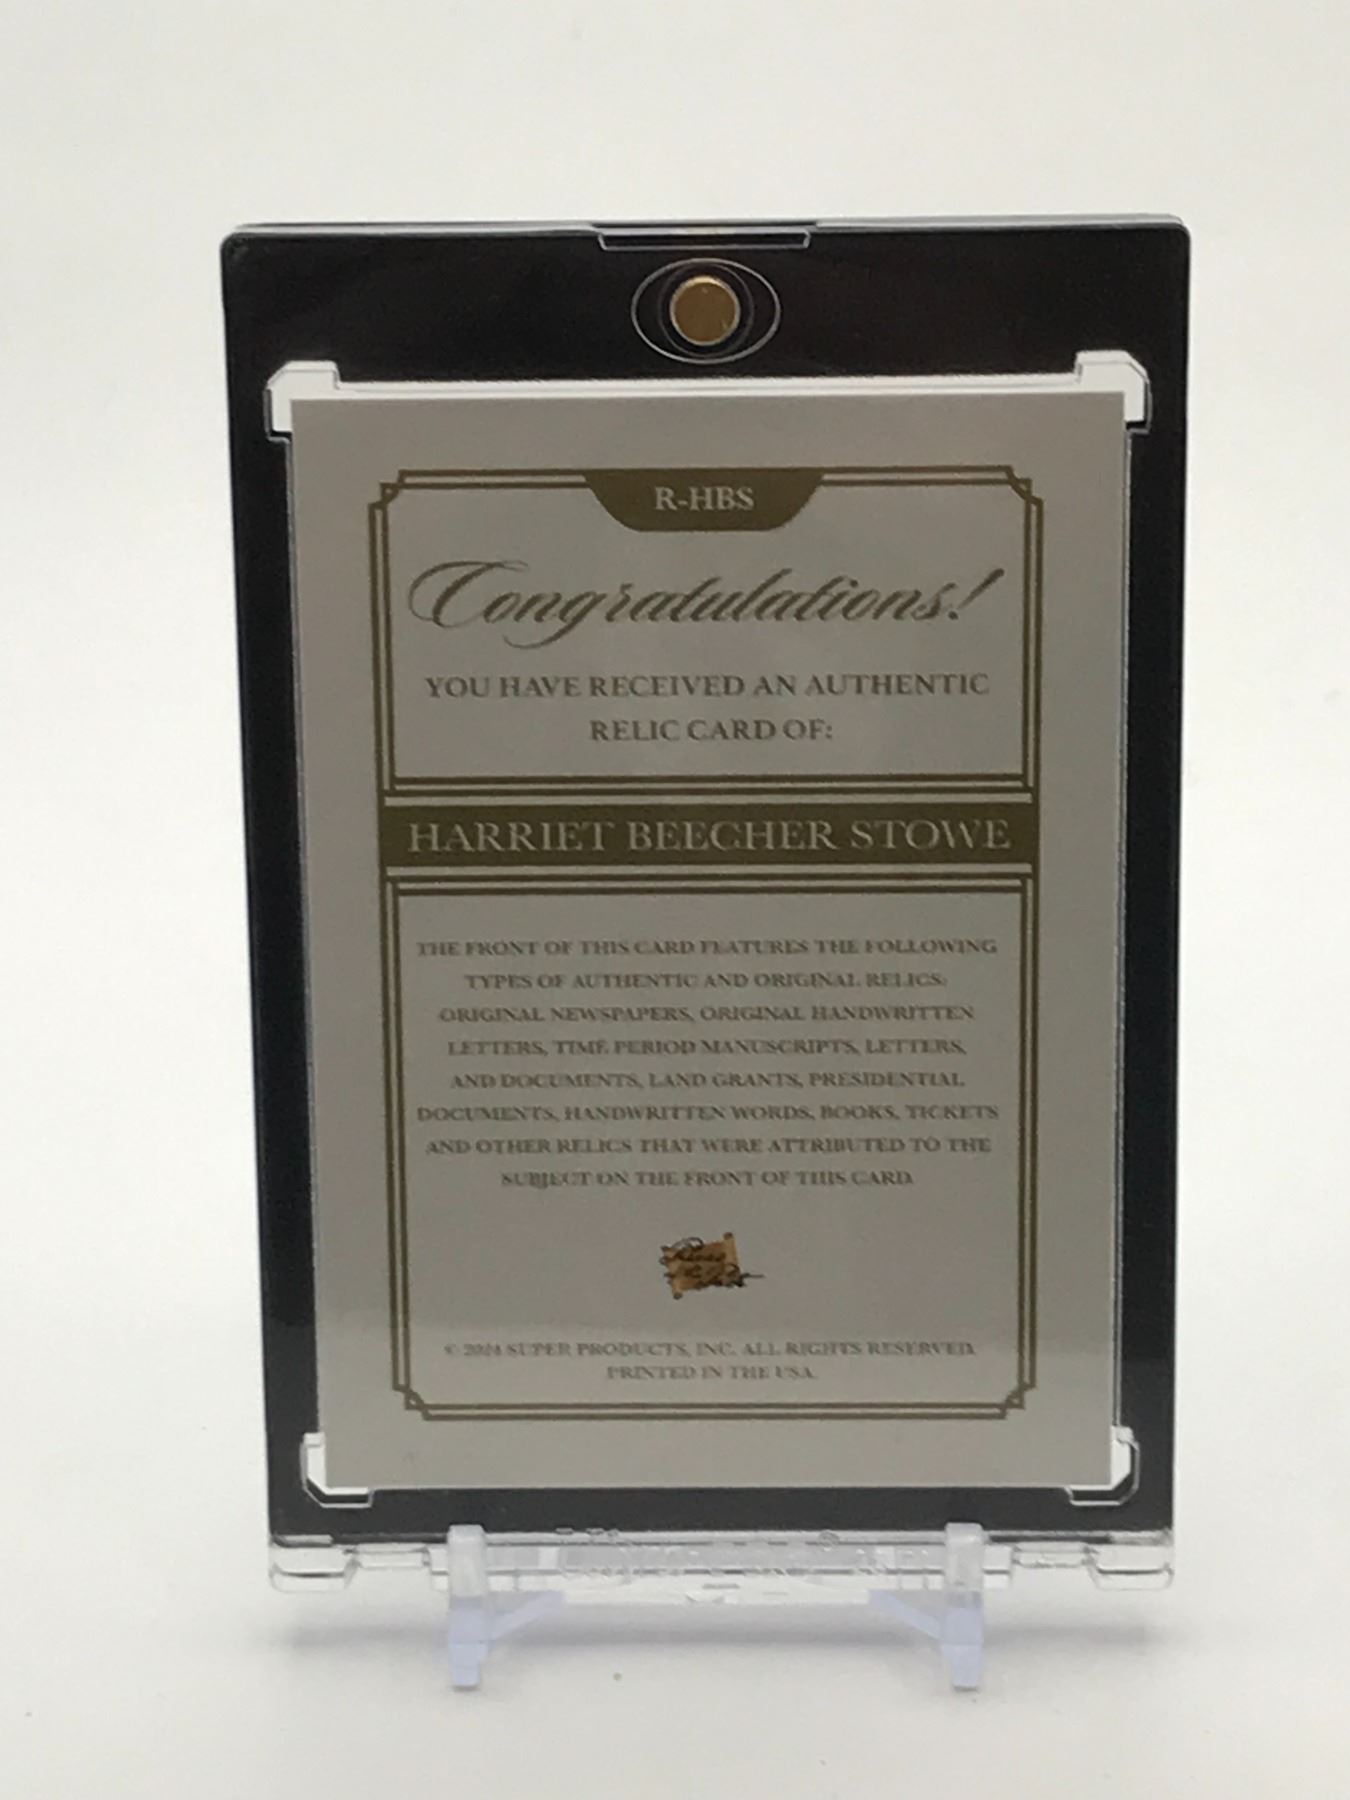 R-HBS
Congratulations!
YOU HAVE RECEIVED AN AUTHENTIC
RELIC CARD OF:
HARRIET BEECHER STOWE
THE FRONT OF THIS CARD FEATURES THE FOLLOWING
TYPES OF AUTHENTIC AND ORIGINAL RELICS:
ORIGINAL NEWSPAPERS, ORIGINAL HANDWRITTEN
LETTERS, TIME PERIOD MANUSCRIPTS, LETTERS,
AND DOCUMENTS, LAND GRANTS, PRESIDENTIAL
DOCUMENTS, HANDWRITTEN WORDS, BOOKS, TICKETS
AND OTHER RELICS THAT WERE ATTRIBUTED TO THE
SUBJECT ON THE FRONT OF THIS CARD.
© 2024 SUPER PRODUCTS, INC. ALL RIGHTS RESERVED.
PRINTED IN THE USA.